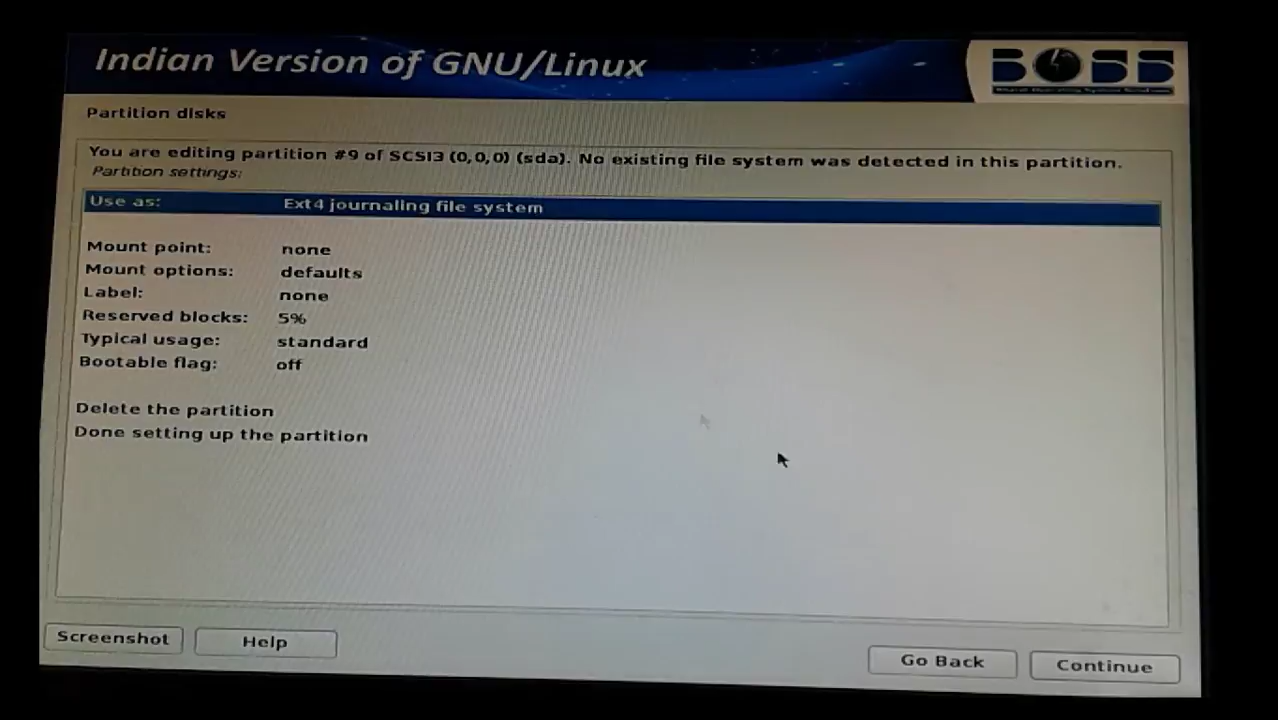 Indian Version of GNU/Linux
BOSS
Partition disks
You are editing partition #9 of SCSI3 (0,0,0) (sda). No existing file system was detected in this partition.
Partition settings:
Use as: Ext4 journaling file system
Mount point: none
Mount options: defaults
Label: none
Reserved blocks: 5%
Typical usage: standard
Bootable flag: off
Delete the partition
Done setting up the partition
Screenshot Help Go Back Continue